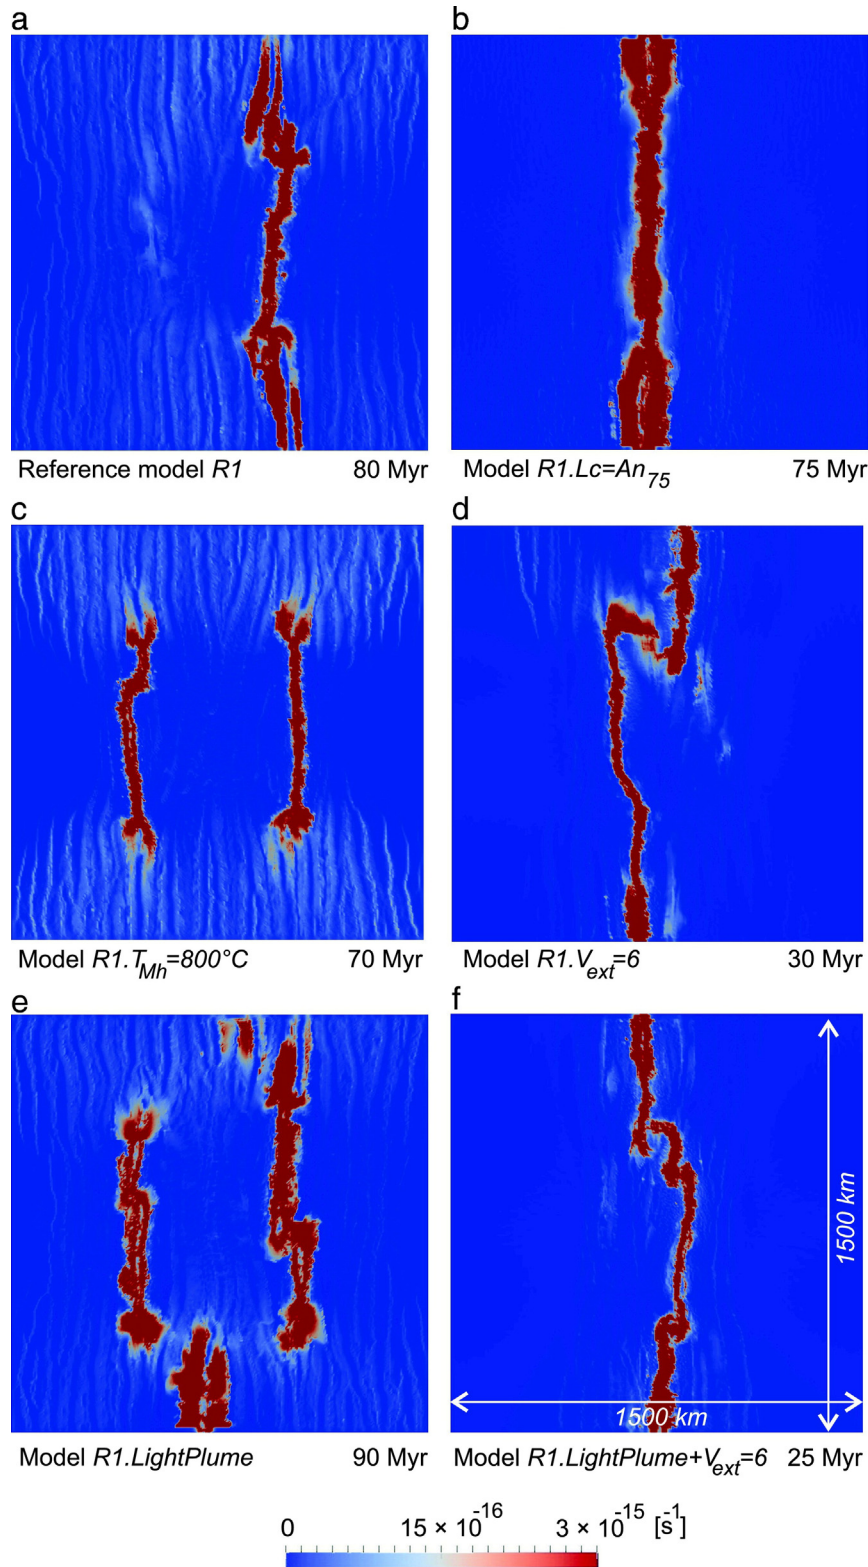 a
b
Reference model R1 80 Myr
Model R1.Lc=An75 75 Myr
c
d
Model R1.TMh=800°C 70 Myr
Model R1.Vext=6 30 Myr
e
f
1500 km
1500 km
Model R1.LightPlume 90 Myr
Model R1.LightPlume+Vext=6 25 Myr
0 15 × 10-16 3 × 10-15 [s-1]